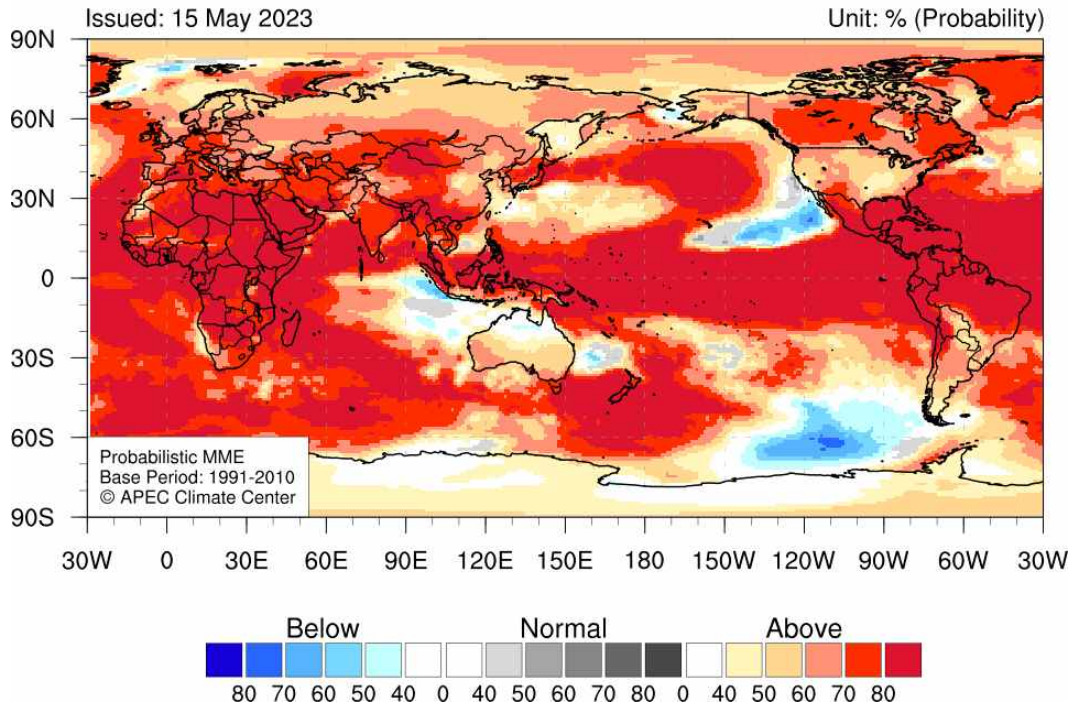 Issued: 15 May 2023 Unit: % (Probability)
90N
60N
30N
0
30S
60S
90S
Probabilistic MME
Base Period: 1991-2010
© APEC Climate Center
30W 0 30E 60E 90E 120E 150E 180 150W 120W 90W 60W 30W
Below Normal Above
80 70 60 50 40 0 40 50 60 70 80 0 40 50 60 70 80